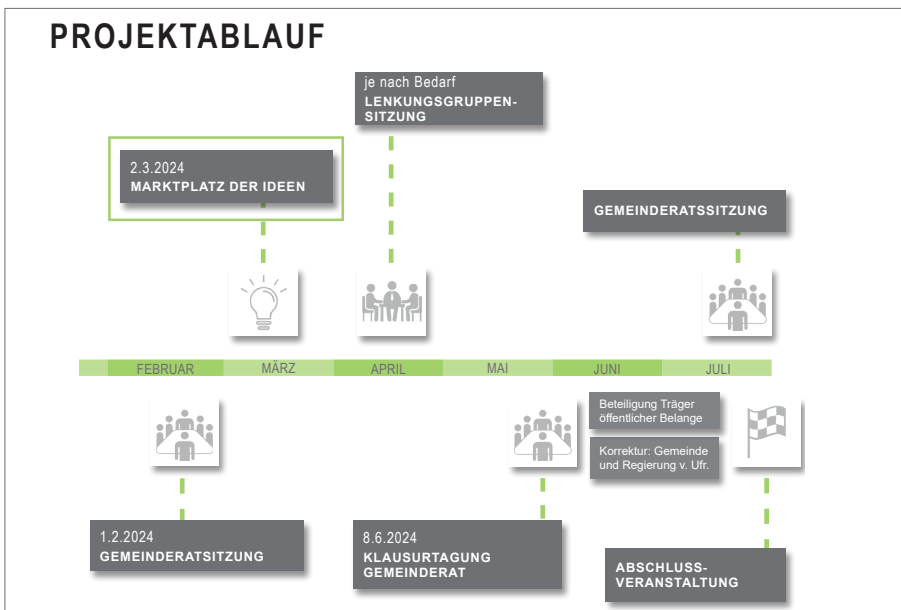 PROJEKTABLAUF
je nach Bedarf
LENKUNGSGRUPPEN-
SITZUNG
2.3.2024
MARKTPLATZ DER IDEEN
GEMEINDERATSSITZUNG
FEBRUAR
MÄRZ
APRIL
MAI
JUNI
JULI
Beteiligung Träger
öffentlicher Belange
Korrektur: Gemeinde
und Regierung v. Ufr.
1.2.2024
GEMEINDERATSITZUNG
8.6.2024
KLAUSURTAGUNG
GEMEINDERAT
ABSCHLUSS-
VERANSTALTUNG